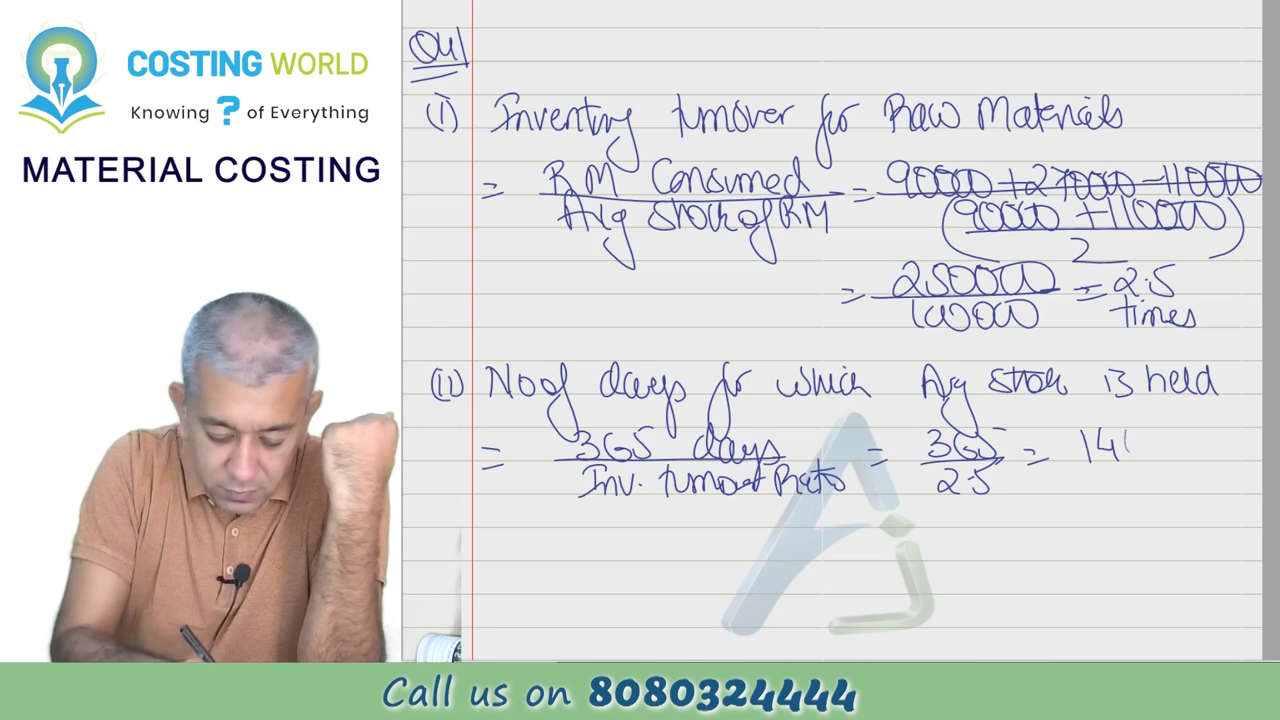 COSTING WORLD
Knowing ? of Everything
MATERIAL COSTING
Q41
(i) Inventory turnover for Raw Materials
= RM Consumed / Avg stock of RM = 90000 + 270000 - 110000 / (90000 + 110000 / 2)
= 250000 / 100000 = 2.5 times
(ii) No of days for which Avg stock is held
= 365 days / Inv. turnover Ratio = 365 / 2.5 = 14
Call us on 8080324444